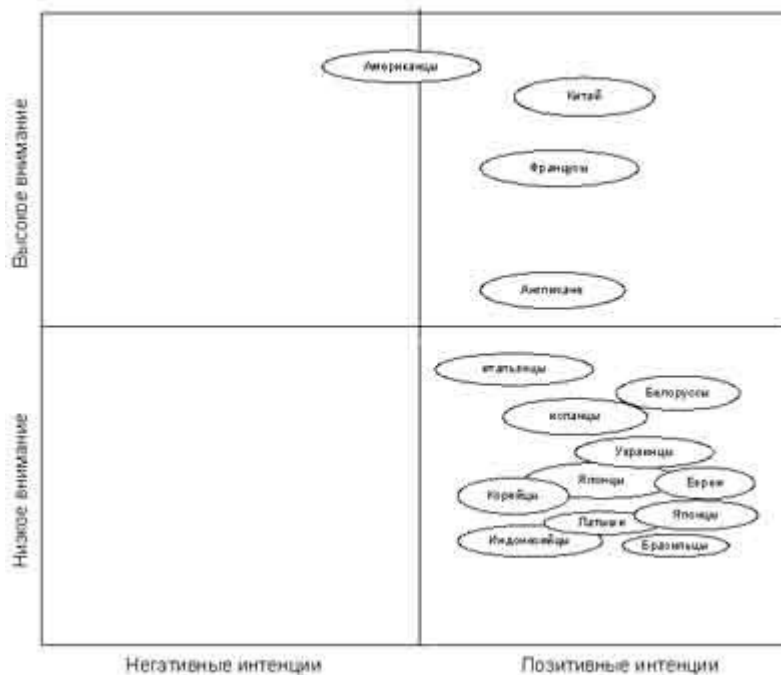 Американцы
Китай
Французы
Высокое внимание
Англичане
итальянцы
Белоруссы
испанцы
Украинцы
Японцы
Евреи
Корейцы
Низкое внимание
Японцы
Латыши
Индонезийцы
Бразильцы
Негативные интенции
Позитивные интенции